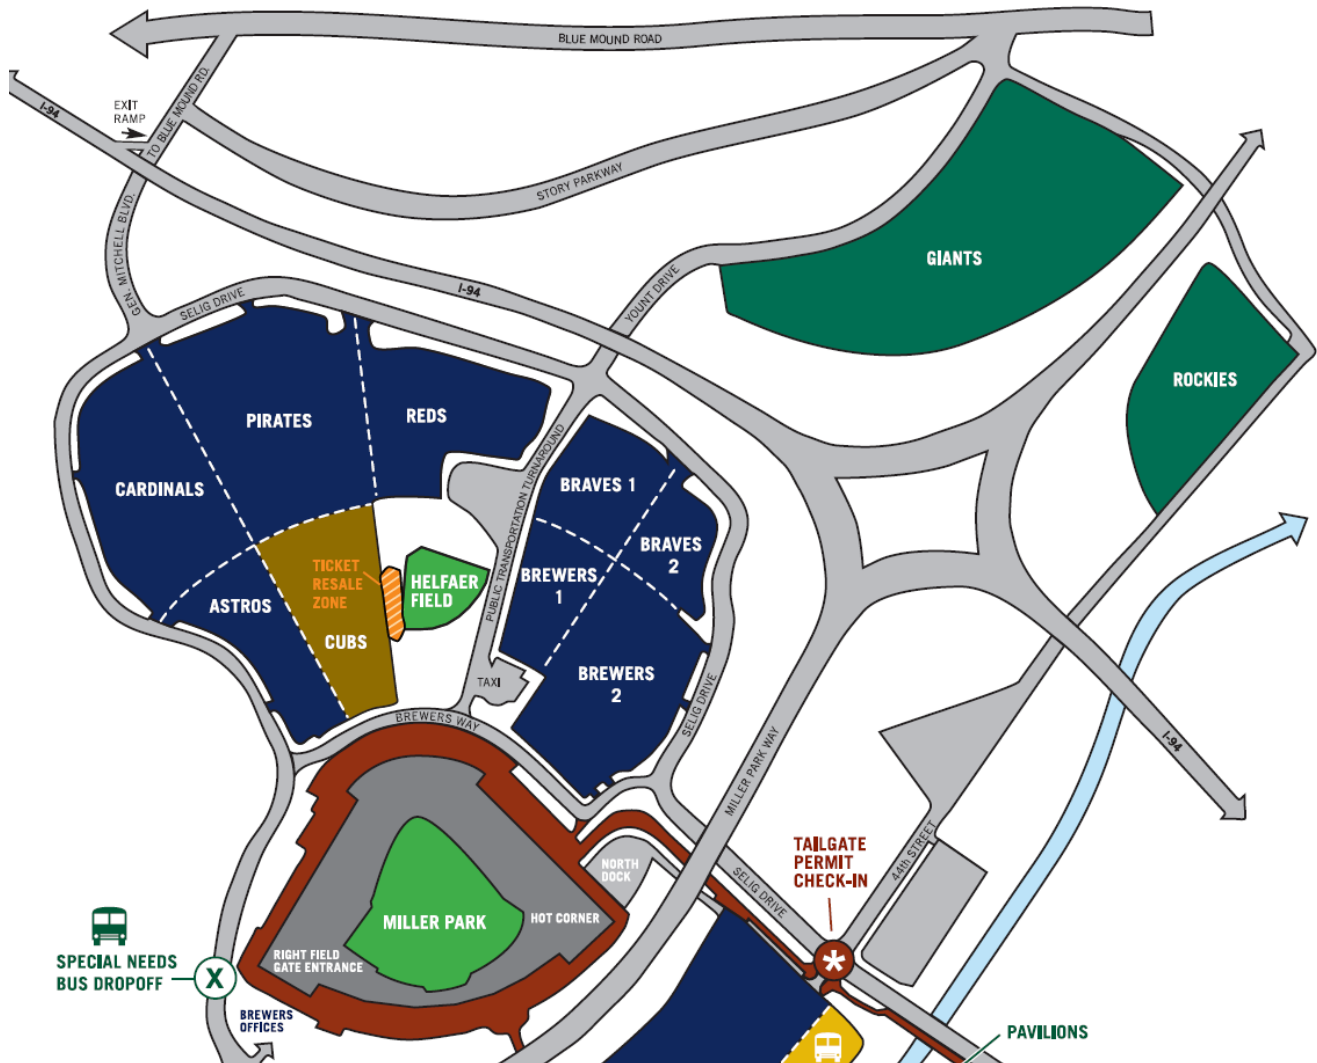 BLUE MOUND ROAD
I-94
EXIT
RAMP
TO BLUE MOUND RD.
STORY PARKWAY
GEN. MITCHELL BLVD.
GIANTS
SELIG DRIVE
I-94
YOUNT DRIVE
ROCKIES
PIRATES
REDS
CARDINALS
PUBLIC TRANSPORTATION TURNAROUND
BRAVES 1
BRAVES
2
TICKET
RESALE
ZONE
HELFAER
FIELD
BREWERS
1
ASTROS
CUBS
BREWERS
2
TAXI
BREWERS WAY
SELIG DRIVE
MILLER PARK WAY
I-94
TAILGATE
PERMIT
CHECK-IN
44th STREET
NORTH
DOCK
SELIG DRIVE
MILLER PARK
HOT CORNER
RIGHT FIELD
GATE ENTRANCE
SPECIAL NEEDS
BUS DROPOFF
X
*
BREWERS
OFFICES
PAVILIONS